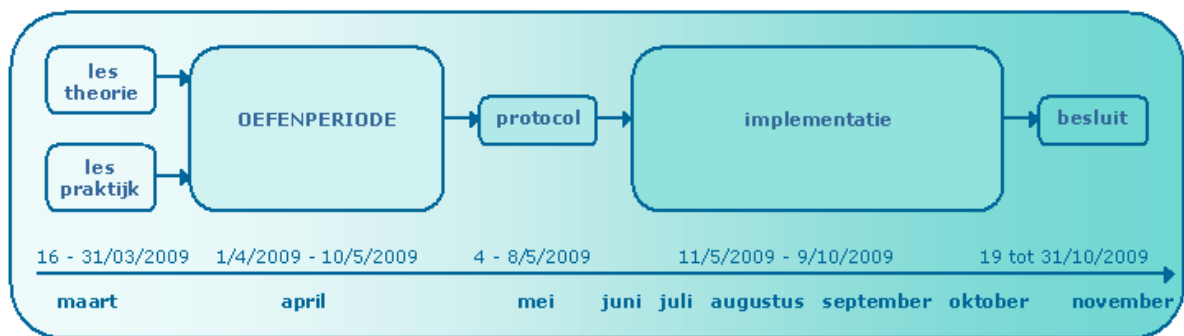 les
theorie
OEFENPERIODE
protocol
implementatie
besluit
les
praktijk
16 - 31/03/2009
1/4/2009 - 10/5/2009
4 - 8/5/2009
11/5/2009 - 9/10/2009
19 tot 31/10/2009
maart
april
mei
juni
juli
augustus
september
oktober
november